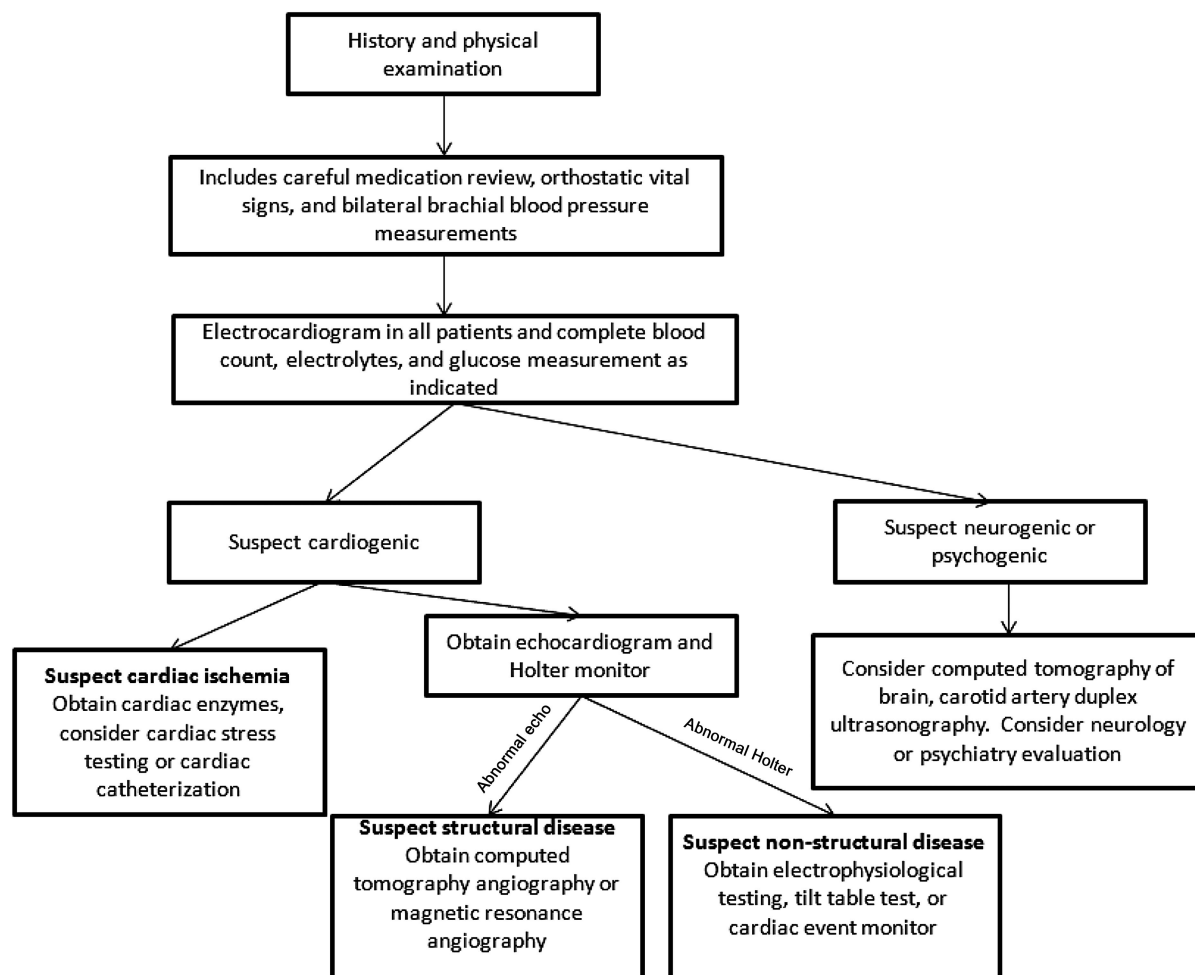 History and physical
examination
Includes careful medication review, orthostatic vital
signs, and bilateral brachial blood pressure
measurements
Electrocardiogram in all patients and complete blood
count, electrolytes, and glucose measurement as
indicated
Suspect cardiogenic
Suspect neurogenic or
psychogenic
Suspect cardiac ischemia
Obtain cardiac enzymes,
consider cardiac stress
testing or cardiac
catheterization
Obtain echocardiogram and
Holter monitor
Consider computed tomography of
brain, carotid artery duplex
ultrasonography.  Consider neurology
or psychiatry evaluation
Abnormal echo
Abnormal Holter
Suspect structural disease
Obtain computed
tomography angiography or
magnetic resonance
angiography
Suspect non-structural disease
Obtain electrophysiological
testing, tilt table test, or
cardiac event monitor